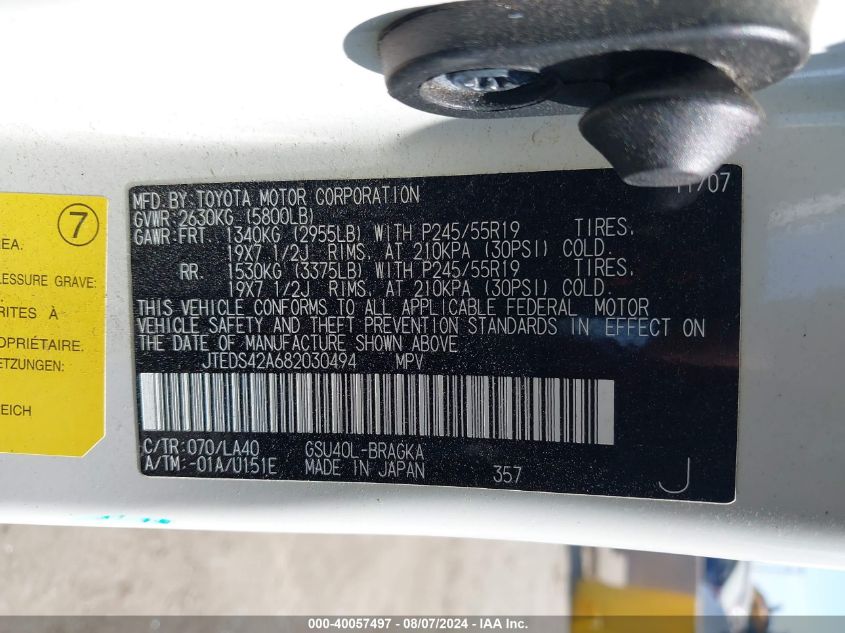 11/07
MFD. BY TOYOTA MOTOR CORPORATION
GVWR 2630KG (5800LB)
GAWR FRT. 1340KG (2955LB) WITH P245/55R19 TIRES.
19X7 1/2J RIMS, AT 210KPA (30PSI) COLD.
RR. 1530KG (3375LB) WITH P245/55R19 TIRES.
19X7 1/2J RIMS, AT 210KPA (30PSI) COLD.
THIS VEHICLE CONFORMS TO ALL APPLICABLE FEDERAL MOTOR
VEHICLE SAFETY AND THEFT PREVENTION STANDARDS IN EFFECT ON
THE DATE OF MANUFACTURE SHOWN ABOVE.
JTEDS42A682030494 MPV
C/TR:070/LA40 GSU40L-BRAGKA
A/TM:-01A/U151E MADE IN JAPAN 357 J
7
REA.
LESSURE GRAVE:
RITES À
OPRIÉTAIRE.
ETZUNGEN:
REICH
000-40057497 - 08/07/2024 - IAA Inc.